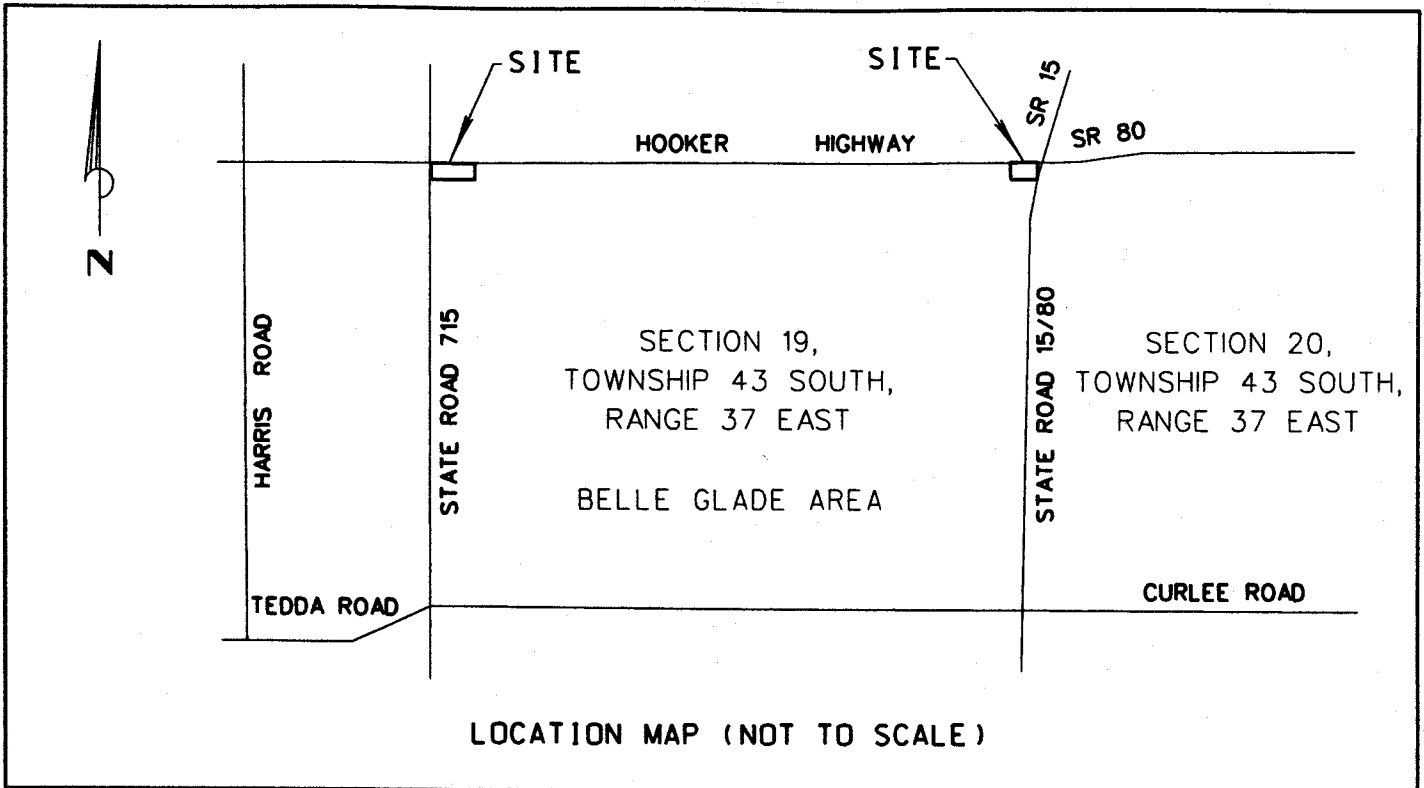 SITE
SITE
SR 15
HOOKER HIGHWAY
SR 80
N
HARRIS ROAD
STATE ROAD 715
SECTION 19,
TOWNSHIP 43 SOUTH,
RANGE 37 EAST
BELLE GLADE AREA
STATE ROAD 15/80
SECTION 20,
TOWNSHIP 43 SOUTH,
RANGE 37 EAST
TEDDA ROAD
CURLEE ROAD
LOCATION MAP (NOT TO SCALE)